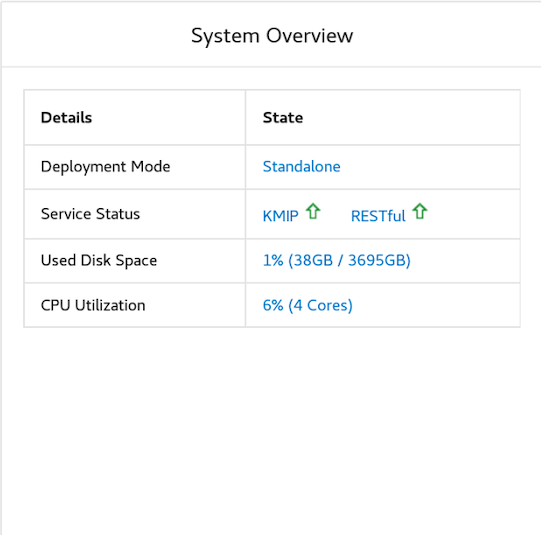 System Overview
Details State
Deployment Mode Standalone
Service Status KMIP RESTful
Used Disk Space 1% (38GB / 3695GB)
CPU Utilization 6% (4 Cores)